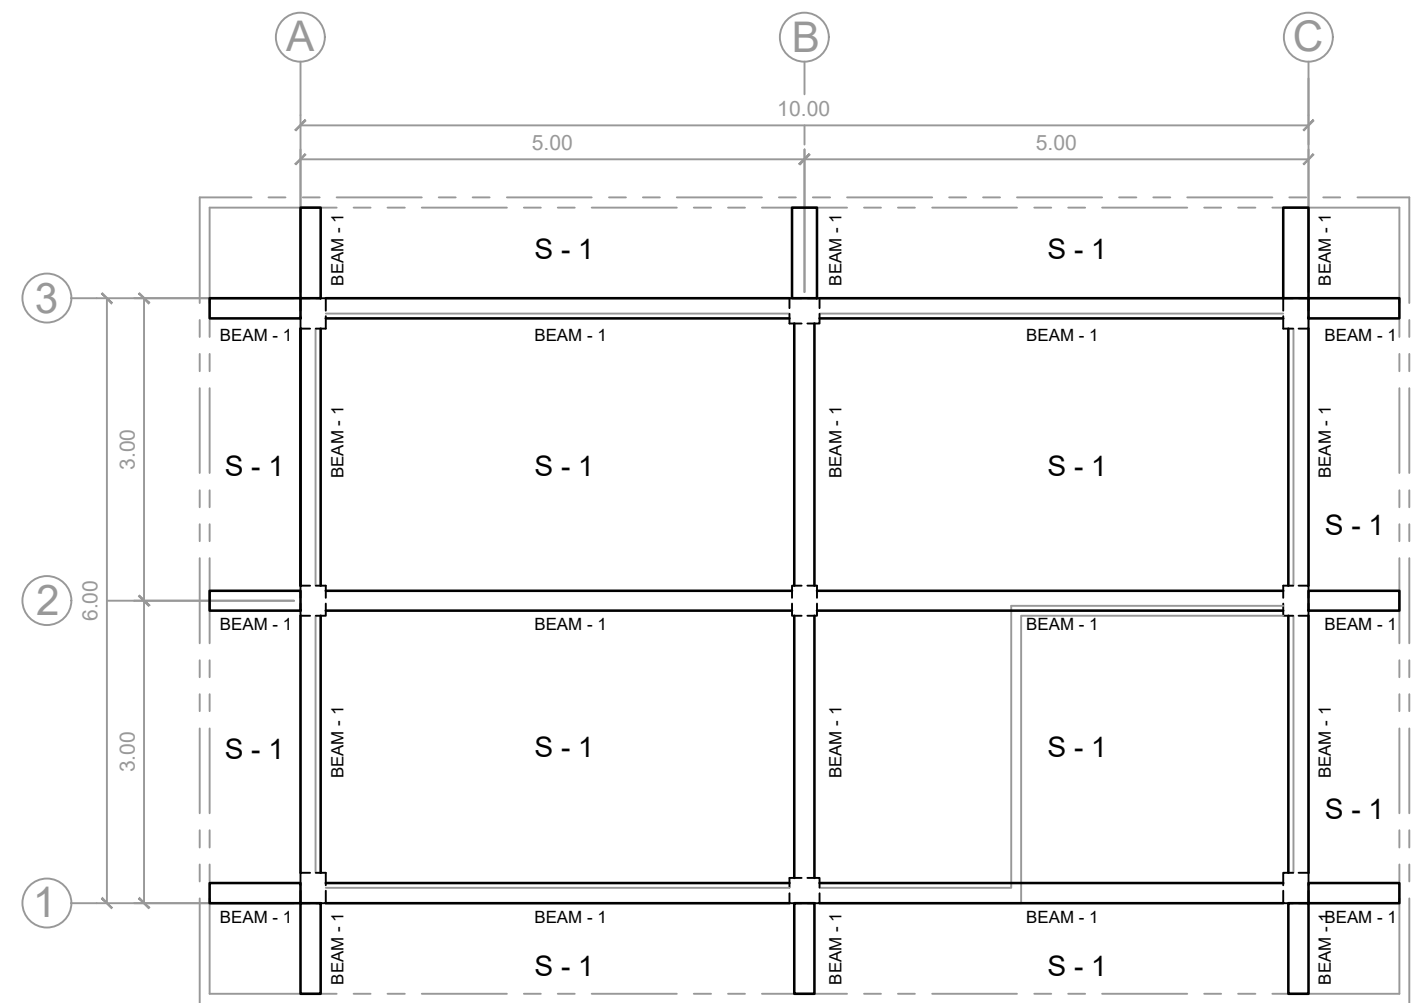 A B C
10.00
5.00 5.00
BEAM - 1 S - 1 BEAM - 1 S - 1 BEAM - 1
3
BEAM - 1 BEAM - 1 BEAM - 1 BEAM - 1
3.00 S - 1 BEAM - 1 S - 1 BEAM - 1 S - 1 BEAM - 1
S - 1
2 6.00
BEAM - 1 BEAM - 1 BEAM - 1 BEAM - 1
3.00 S - 1 BEAM - 1 S - 1 BEAM - 1 S - 1 BEAM - 1
S - 1
1
BEAM - 1 BEAM - 1 BEAM - 1 BEAM - 1
BEAM - 1 S - 1 BEAM - 1 S - 1 BEAM - 1